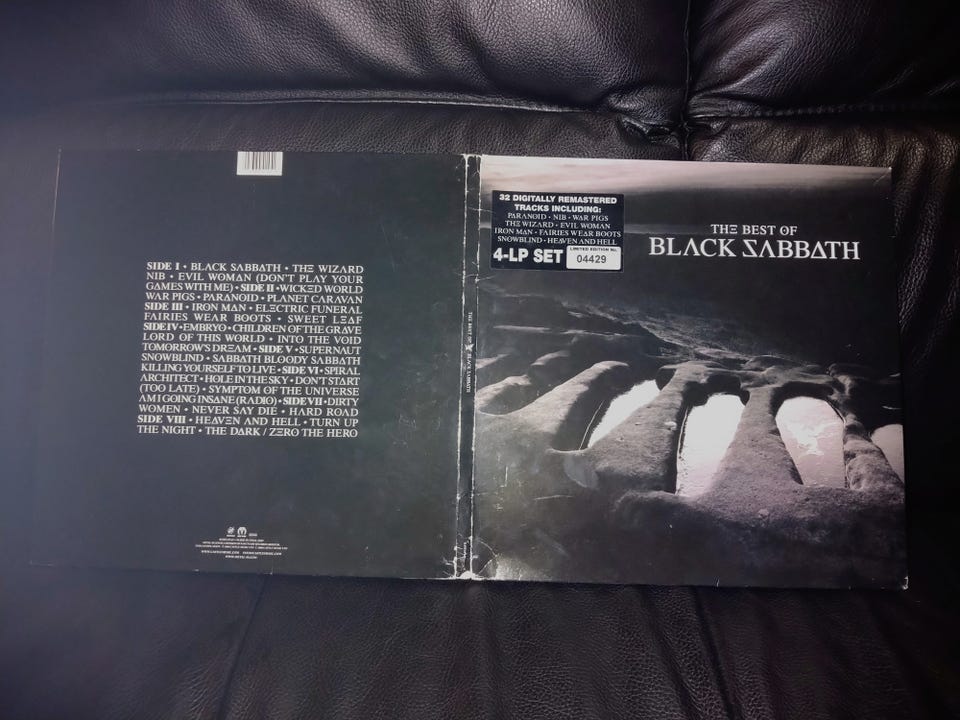 SIDE I • BLACK SABBATH • THE WIZARD
NIB • EVIL WOMAN (DON'T PLAY YOUR
GAMES WITH ME) • SIDE II • WICKED WORLD
WAR PIGS • PARANOID • PLANET CARAVAN
SIDE III • IRON MAN • ELECTRIC FUNERAL
FAIRIES WEAR BOOTS • SWEET LEAF
SIDE IV • EMBRYO • CHILDREN OF THE GRAVE
LORD OF THIS WORLD • INTO THE VOID
TOMORROW'S DREAM • SIDE V • SUPERNAUT
SNOWBLIND • SABBATH BLOODY SABBATH
KILLING YOURSELF TO LIVE • SIDE VI • SPIRAL
ARCHITECT • HOLE IN THE SKY • DON'T START
(TOO LATE) • SYMPTOM OF THE UNIVERSE
AM I GOING INSANE (RADIO) • SIDE VII • DIRTY
WOMEN • NEVER SAY DIE • HARD ROAD
SIDE VIII • HEAVEN AND HELL • TURN UP
THE NIGHT • THE DARK / ZERO THE HERO
THE BEST OF BLACK SABBATH
32 DIGITALLY REMASTERED
TRACKS INCLUDING:
PARANOID • NIB • WAR PIGS
THE WIZARD • EVIL WOMAN
IRON MAN • FAIRIES WEAR BOOTS
SNOWBLIND • HEAVEN AND HELL
4-LP SET
LIMITED EDITION No.
04429
THE BEST OF
BLACK SABBATH